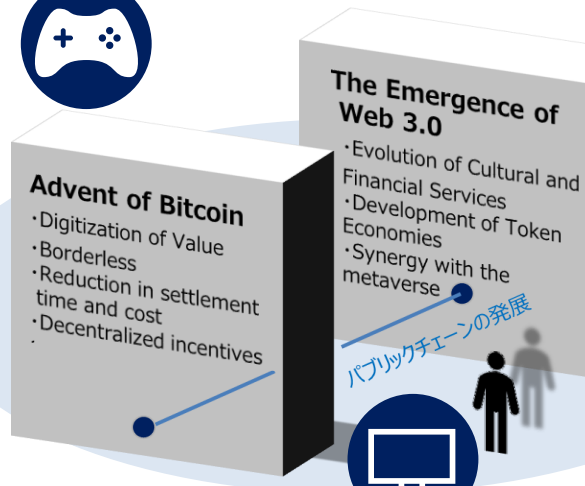 Advent of Bitcoin
・Digitization of Value
・Borderless
・Reduction in settlement
time and cost
・Decentralized incentives
.
The Emergence of
Web 3.0
・Evolution of Cultural and
Financial Services
・Development of Token
Economies
・Synergy with the
metaverse
パブリックチェーンの発展